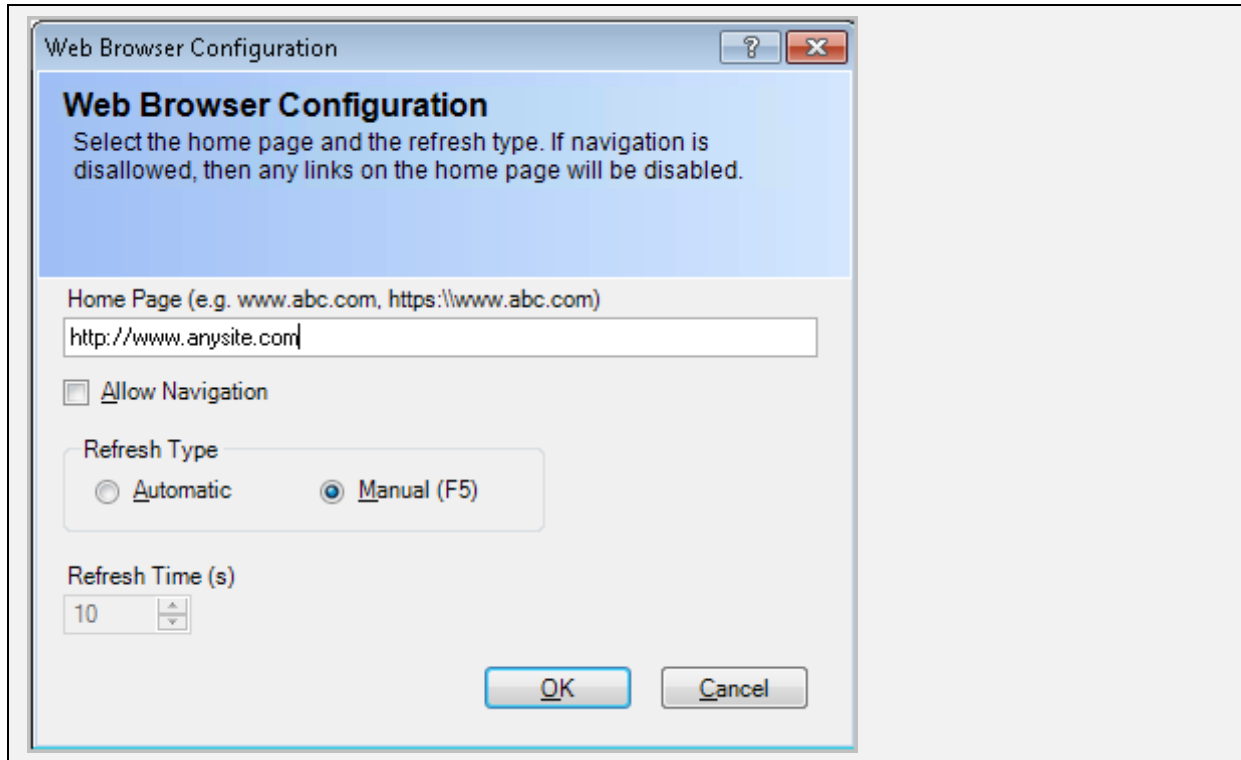 Web Browser Configuration
Web Browser Configuration
Select the home page and the refresh type. If navigation is
disallowed, then any links on the home page will be disabled.
Home Page (e.g. www.abc.com, https:\\www.abc.com)
http://www.anysite.com
Allow Navigation
Refresh Type
Automatic Manual (F5)
Refresh Time (s)
10
OK Cancel